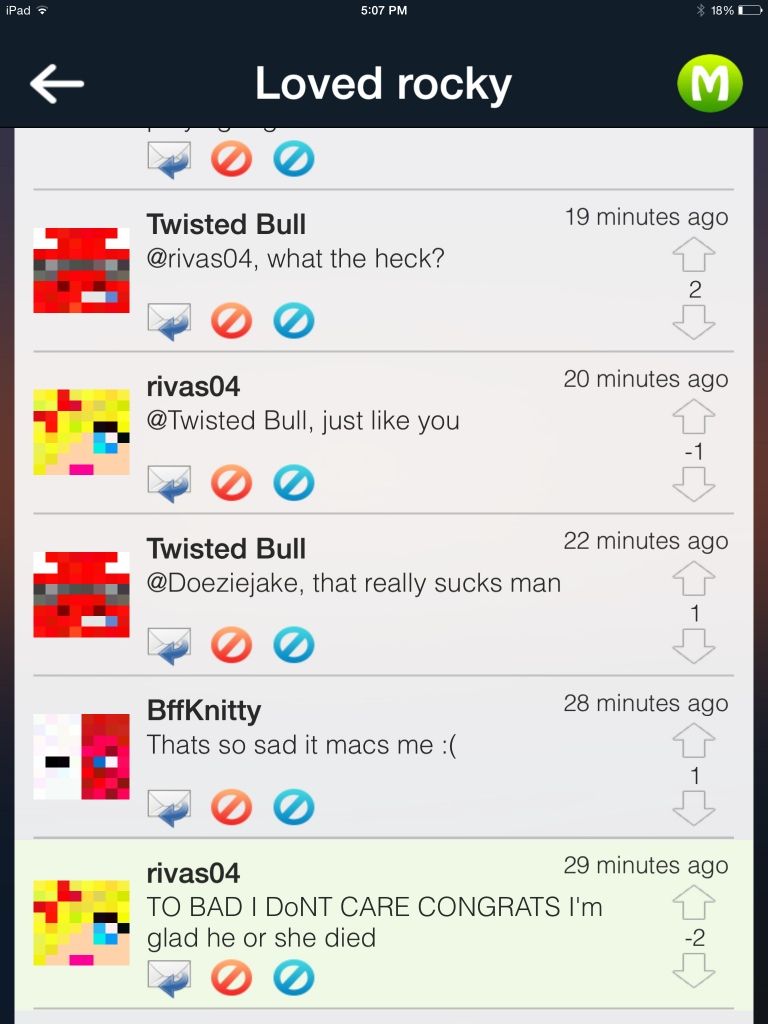 iPad
5:07 PM
18%
Loved rocky
M
Twisted Bull
19 minutes ago
@rivas04, what the heck?
2
rivas04
20 minutes ago
@Twisted Bull, just like you
-1
Twisted Bull
22 minutes ago
@Doeziejake, that really sucks man
1
BffKnitty
28 minutes ago
Thats so sad it macs me :(
1
rivas04
29 minutes ago
TO BAD I DoNT CARE CONGRATS I'm
glad he or she died
-2